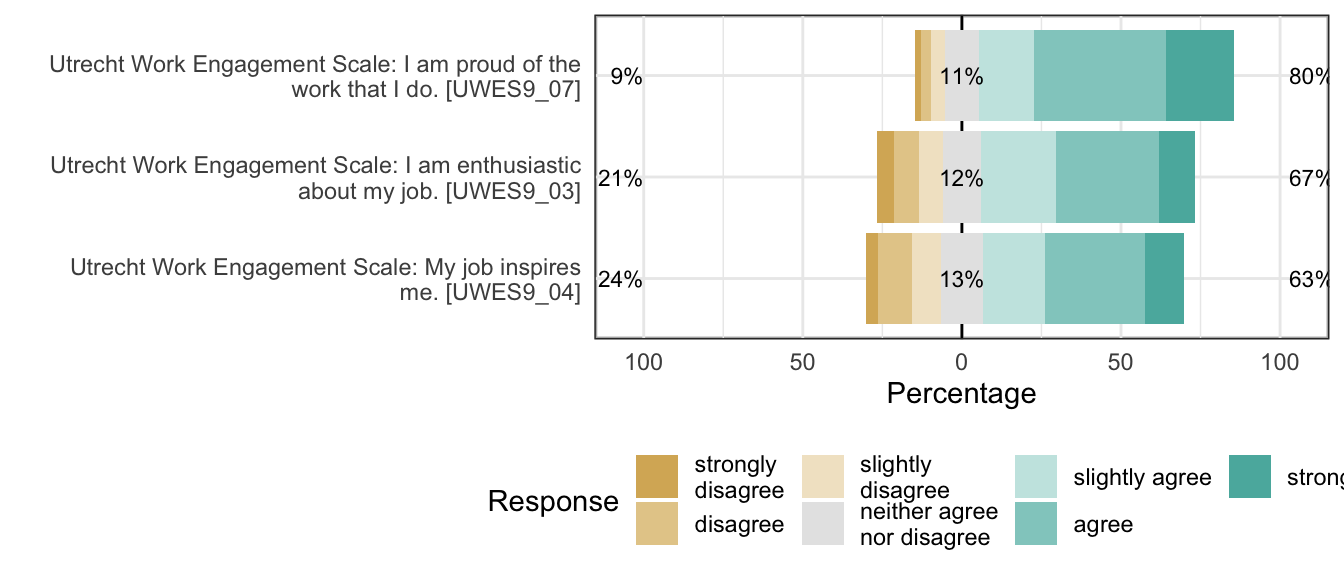 Utrecht Work Engagement Scale: I am proud of the
work that I do. [UWES9_07]
9%
11%
80%
Utrecht Work Engagement Scale: I am enthusiastic
about my job. [UWES9_03]
21%
12%
67%
Utrecht Work Engagement Scale: My job inspires
me. [UWES9_04]
24%
13%
63%
100 50 0 50 100
Percentage
Response
strongly
disagree
disagree
slightly
disagree
neither agree
nor disagree
slightly agree
agree